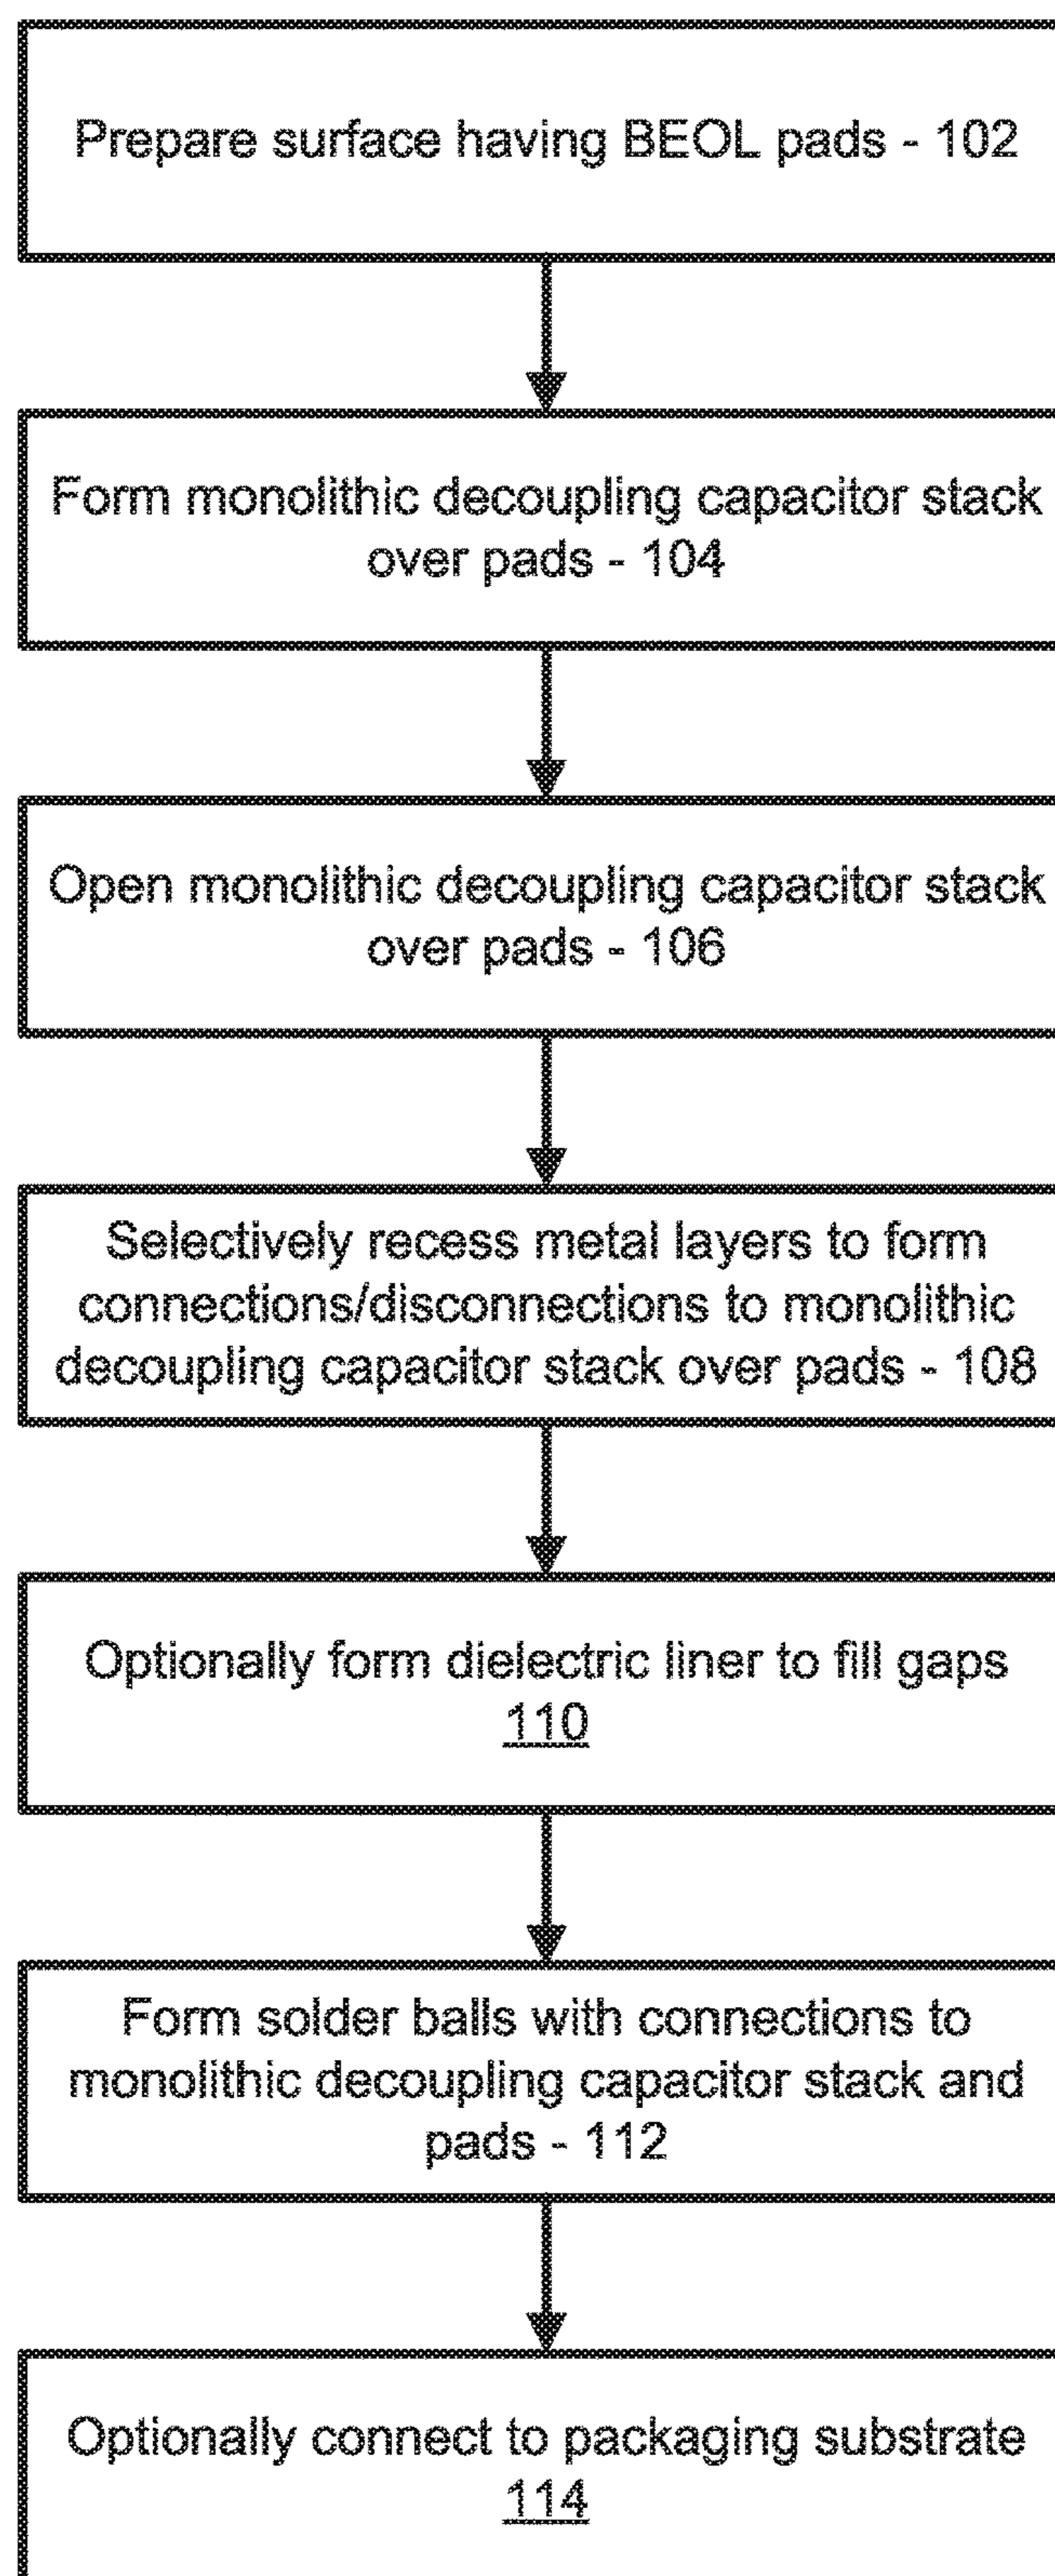 Prepare surface having BEOL pads - 102
Form monolithic decoupling capacitor stack
over pads - 104
Open monolithic decoupling capacitor stack
over pads - 106
Selectively recess metal layers to form
connections/disconnections to monolithic
decoupling capacitor stack over pads - 108
Optionally form dielectric liner to fill gaps
110
Form solder balls with connections to
monolithic decoupling capacitor stack and
pads - 112
Optionally connect to packaging substrate
114